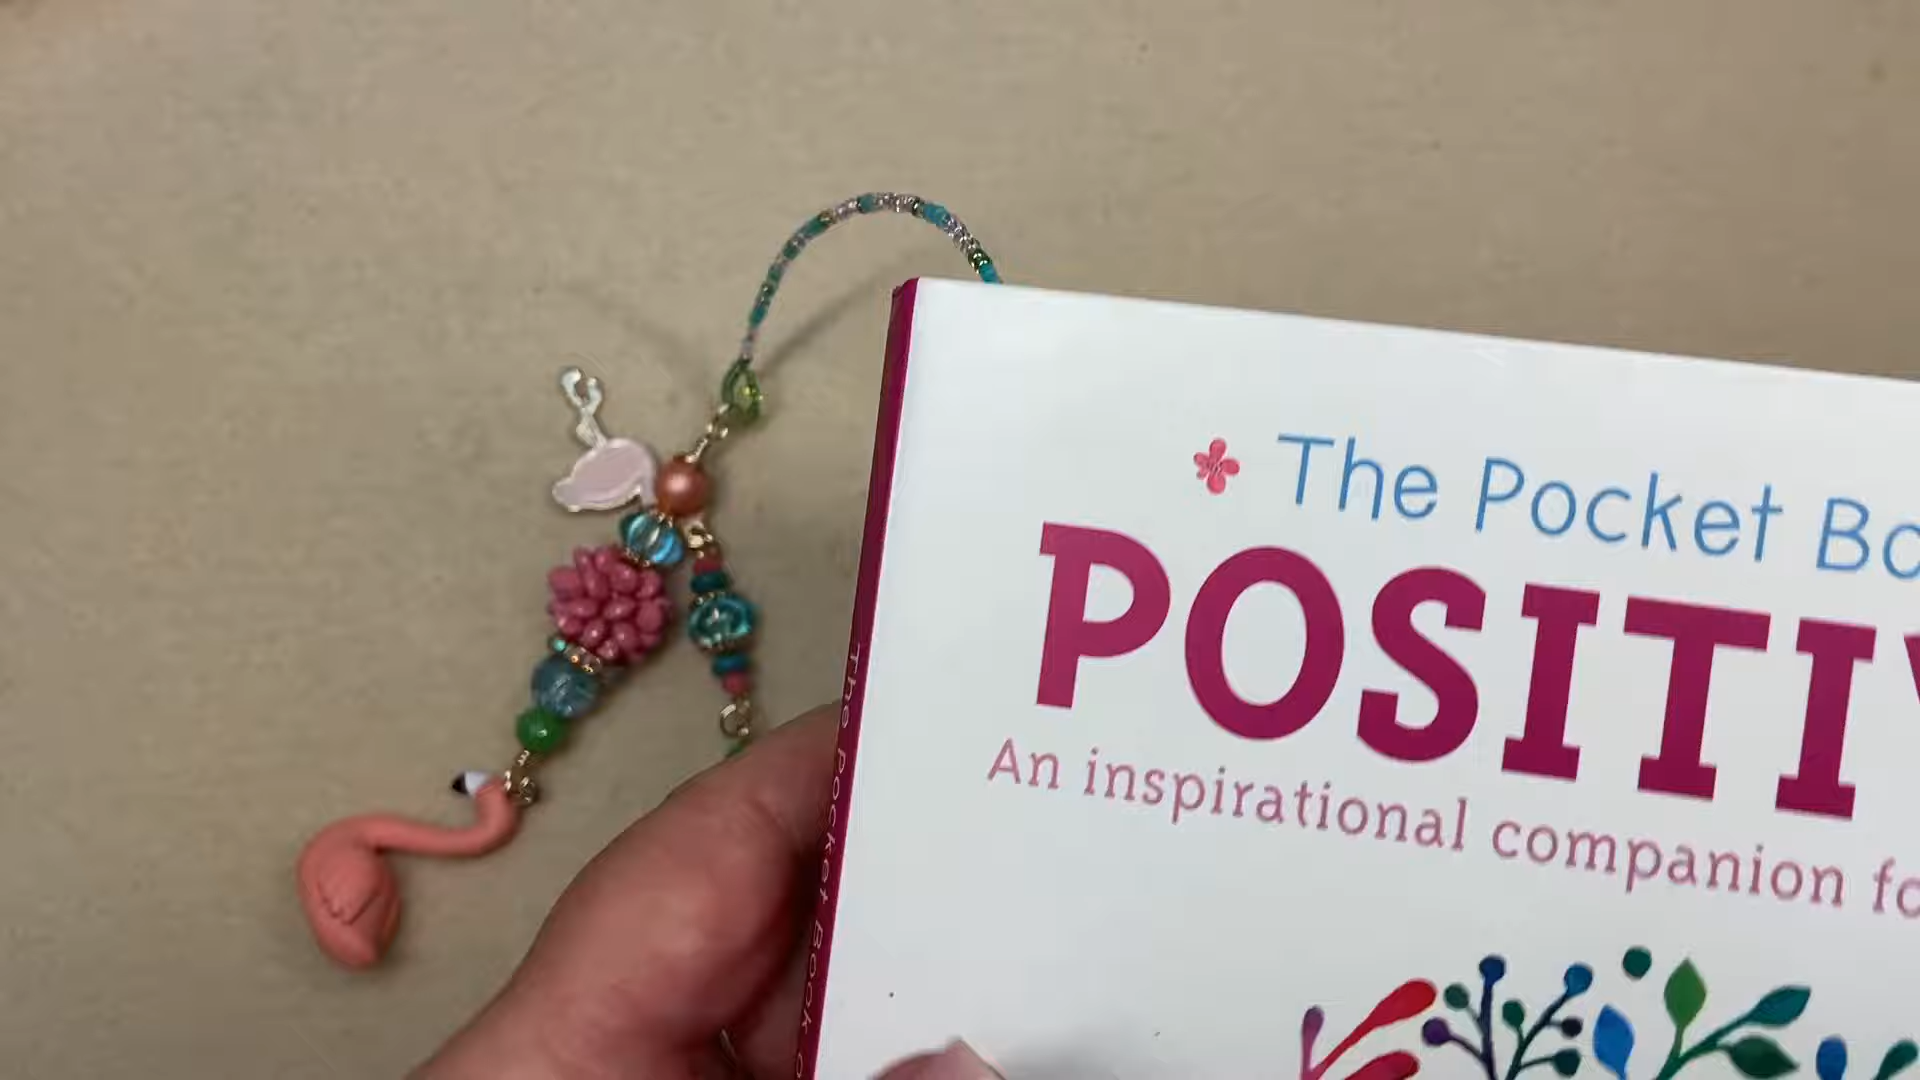 The Pocket Bo
POSITIV
An inspirational companion fo
The Pocket Book o